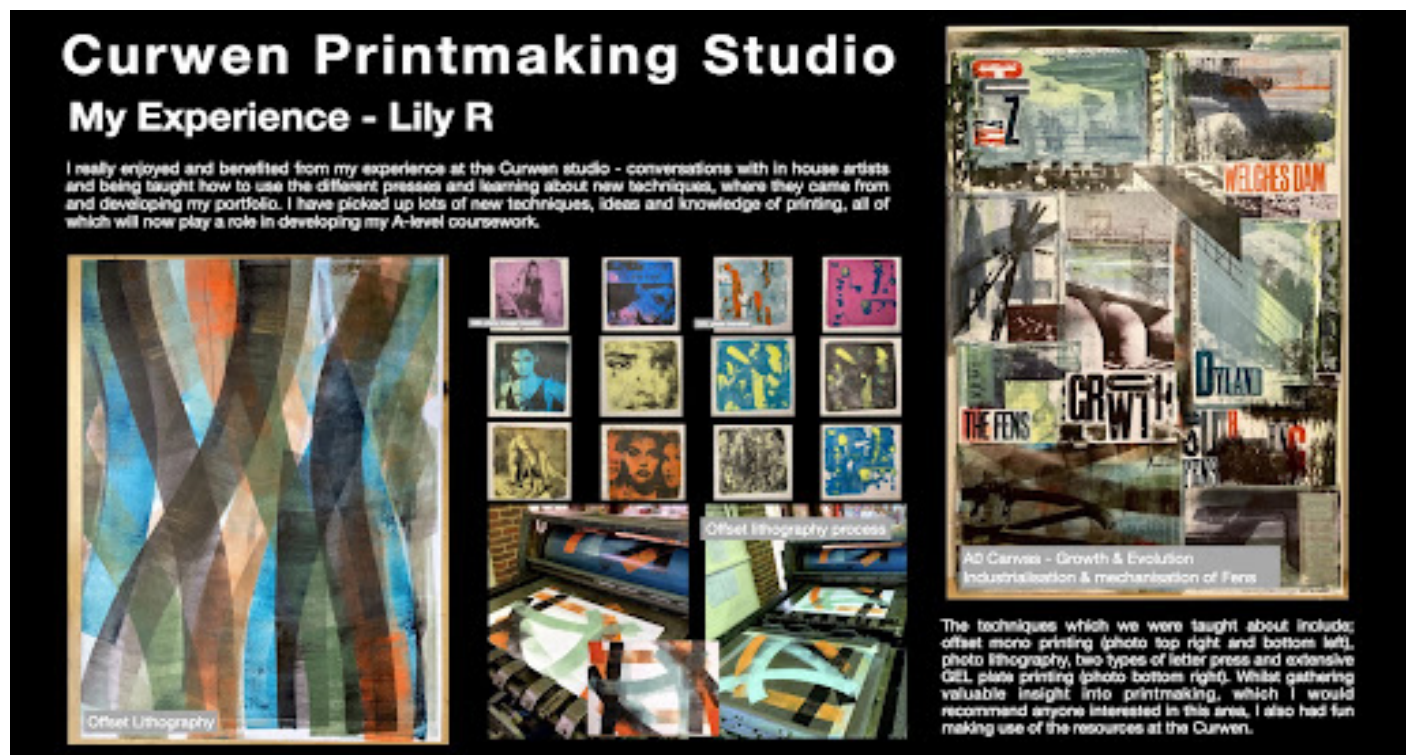 Curwen Printmaking Studio
My Experience - Lily R
I really enjoyed and benefited from my experience at the Curwen studio - conversations with in house artists
and being taught how to use the different presses and learning about new techniques, where they came from
and developing my portfolio. I have picked up lots of new techniques, ideas and knowledge of printing, all of
which will now play a role in developing my A-level coursework.
Offset Lithography
Offset lithography process
WELCHES DAM
THE FENS
A0 Canvas - Growth & Evolution
Industrialisation & mechanisation of Fens
The techniques which we were taught about include;
offset mono printing (photo top right and bottom left),
photo lithography, two types of letter press and extensive
GEL plate printing (photo bottom right). Whilst gathering
valuable insight into printmaking, which I would
recommend anyone interested in this area, I also had fun
making use of the resources at the Curwen.